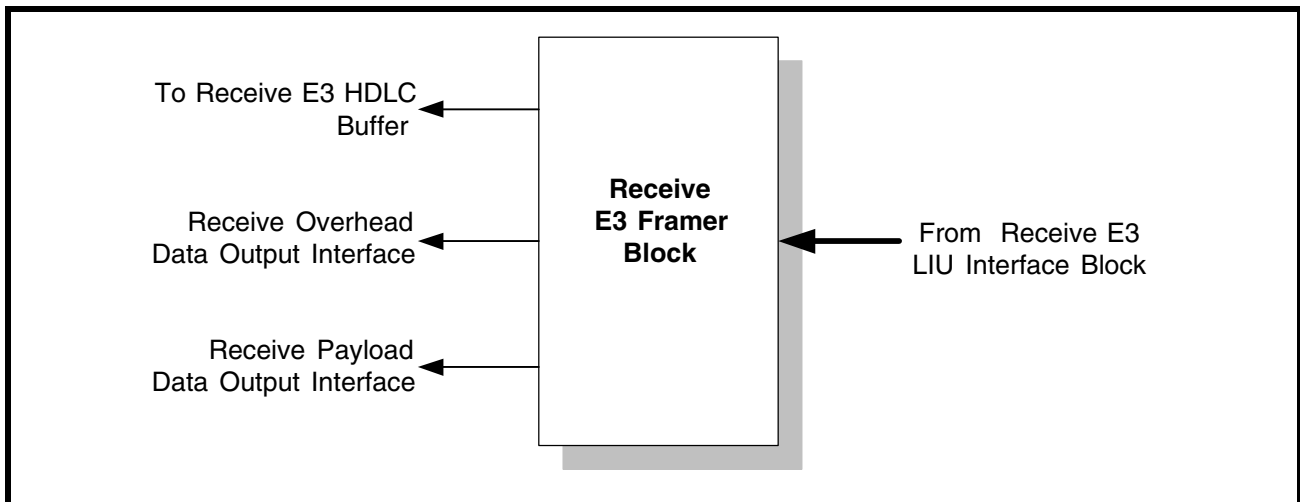 To Receive E3 HDLC
Buffer
Receive Overhead
Data Output Interface
Receive Payload
Data Output Interface
Receive
E3 Framer
Block
From Receive E3
LIU Interface Block